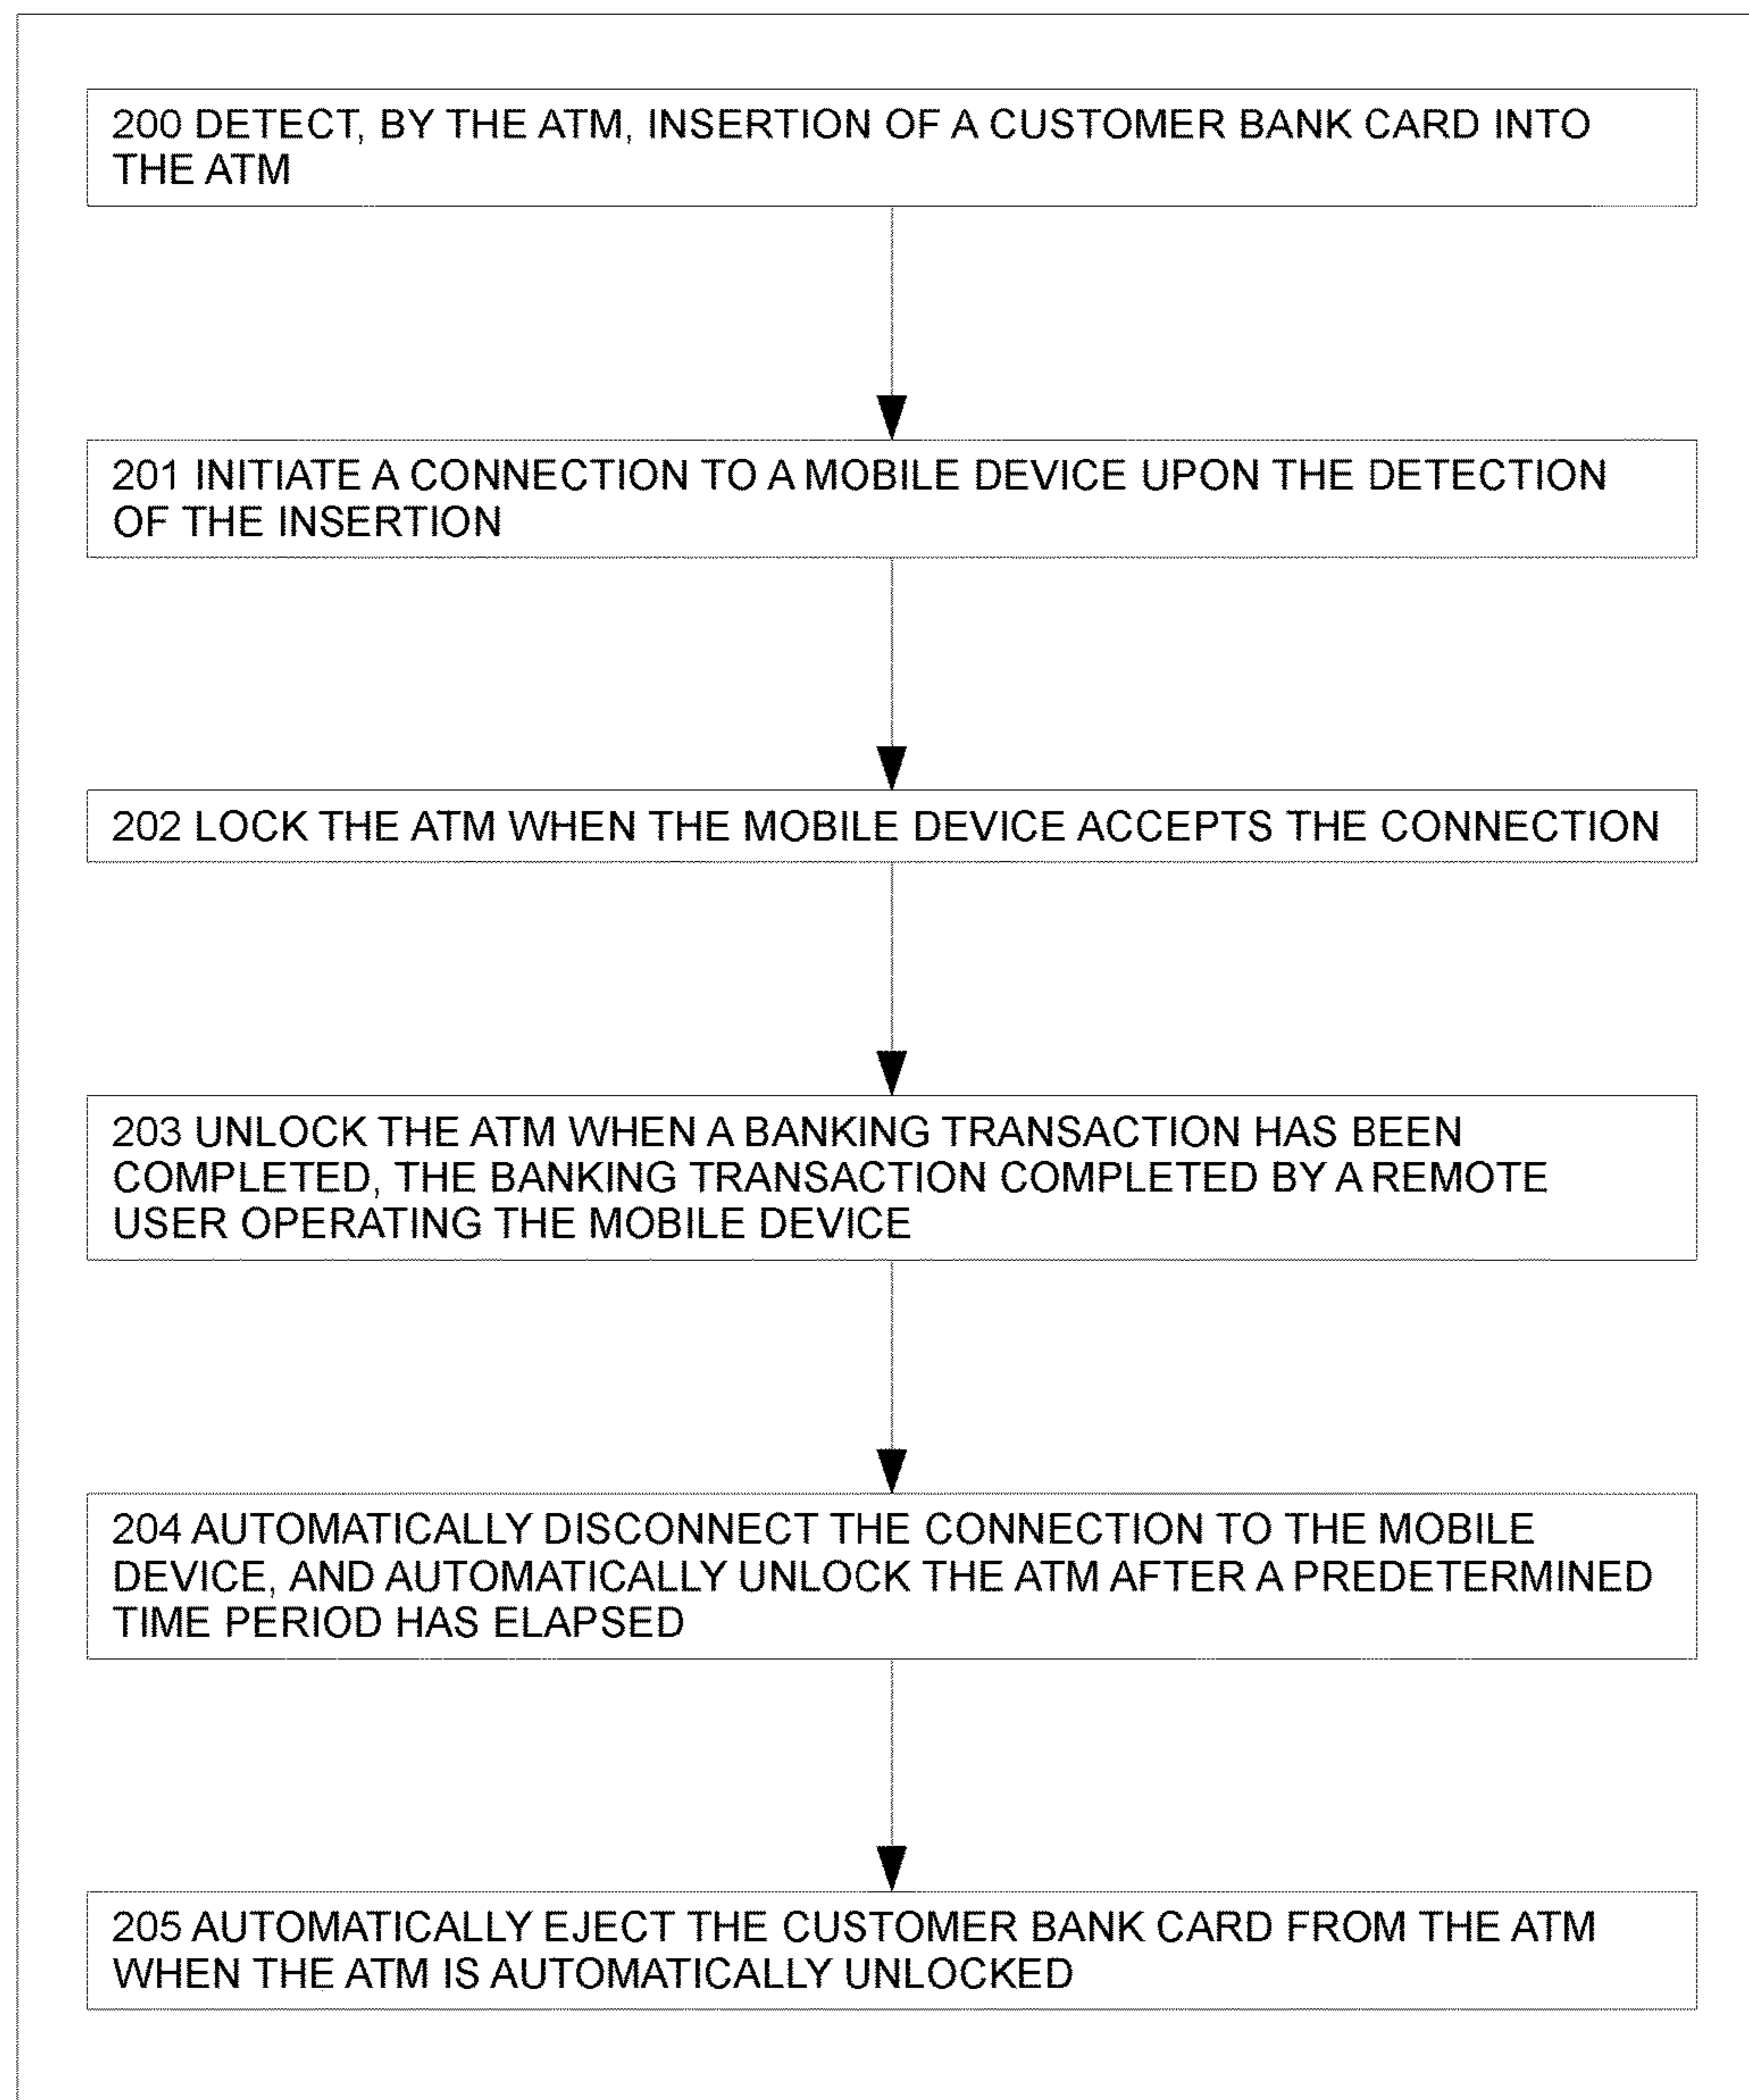 200 DETECT, BY THE ATM, INSERTION OF A CUSTOMER BANK CARD INTO
THE ATM
201 INITIATE A CONNECTION TO A MOBILE DEVICE UPON THE DETECTION
OF THE INSERTION
202 LOCK THE ATM WHEN THE MOBILE DEVICE ACCEPTS THE CONNECTION
203 UNLOCK THE ATM WHEN A BANKING TRANSACTION HAS BEEN
COMPLETED, THE BANKING TRANSACTION COMPLETED BY A REMOTE
USER OPERATING THE MOBILE DEVICE
204 AUTOMATICALLY DISCONNECT THE CONNECTION TO THE MOBILE
DEVICE, AND AUTOMATICALLY UNLOCK THE ATM AFTER A PREDETERMINED
TIME PERIOD HAS ELAPSED
205 AUTOMATICALLY EJECT THE CUSTOMER BANK CARD FROM THE ATM
WHEN THE ATM IS AUTOMATICALLY UNLOCKED